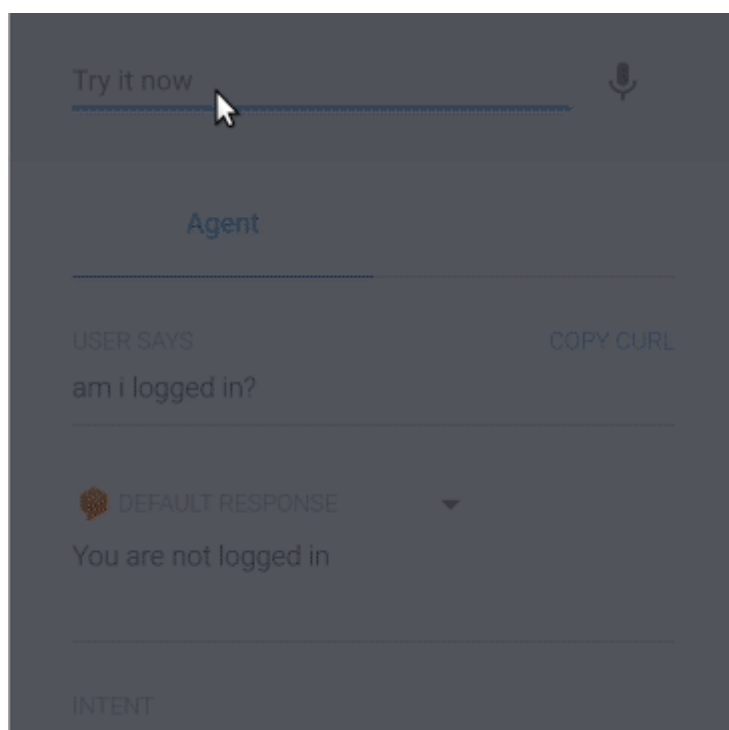 Try it now
Agent
USER SAYS COPY CURL
am i logged in?
DEFAULT RESPONSE
You are not logged in
INTENT